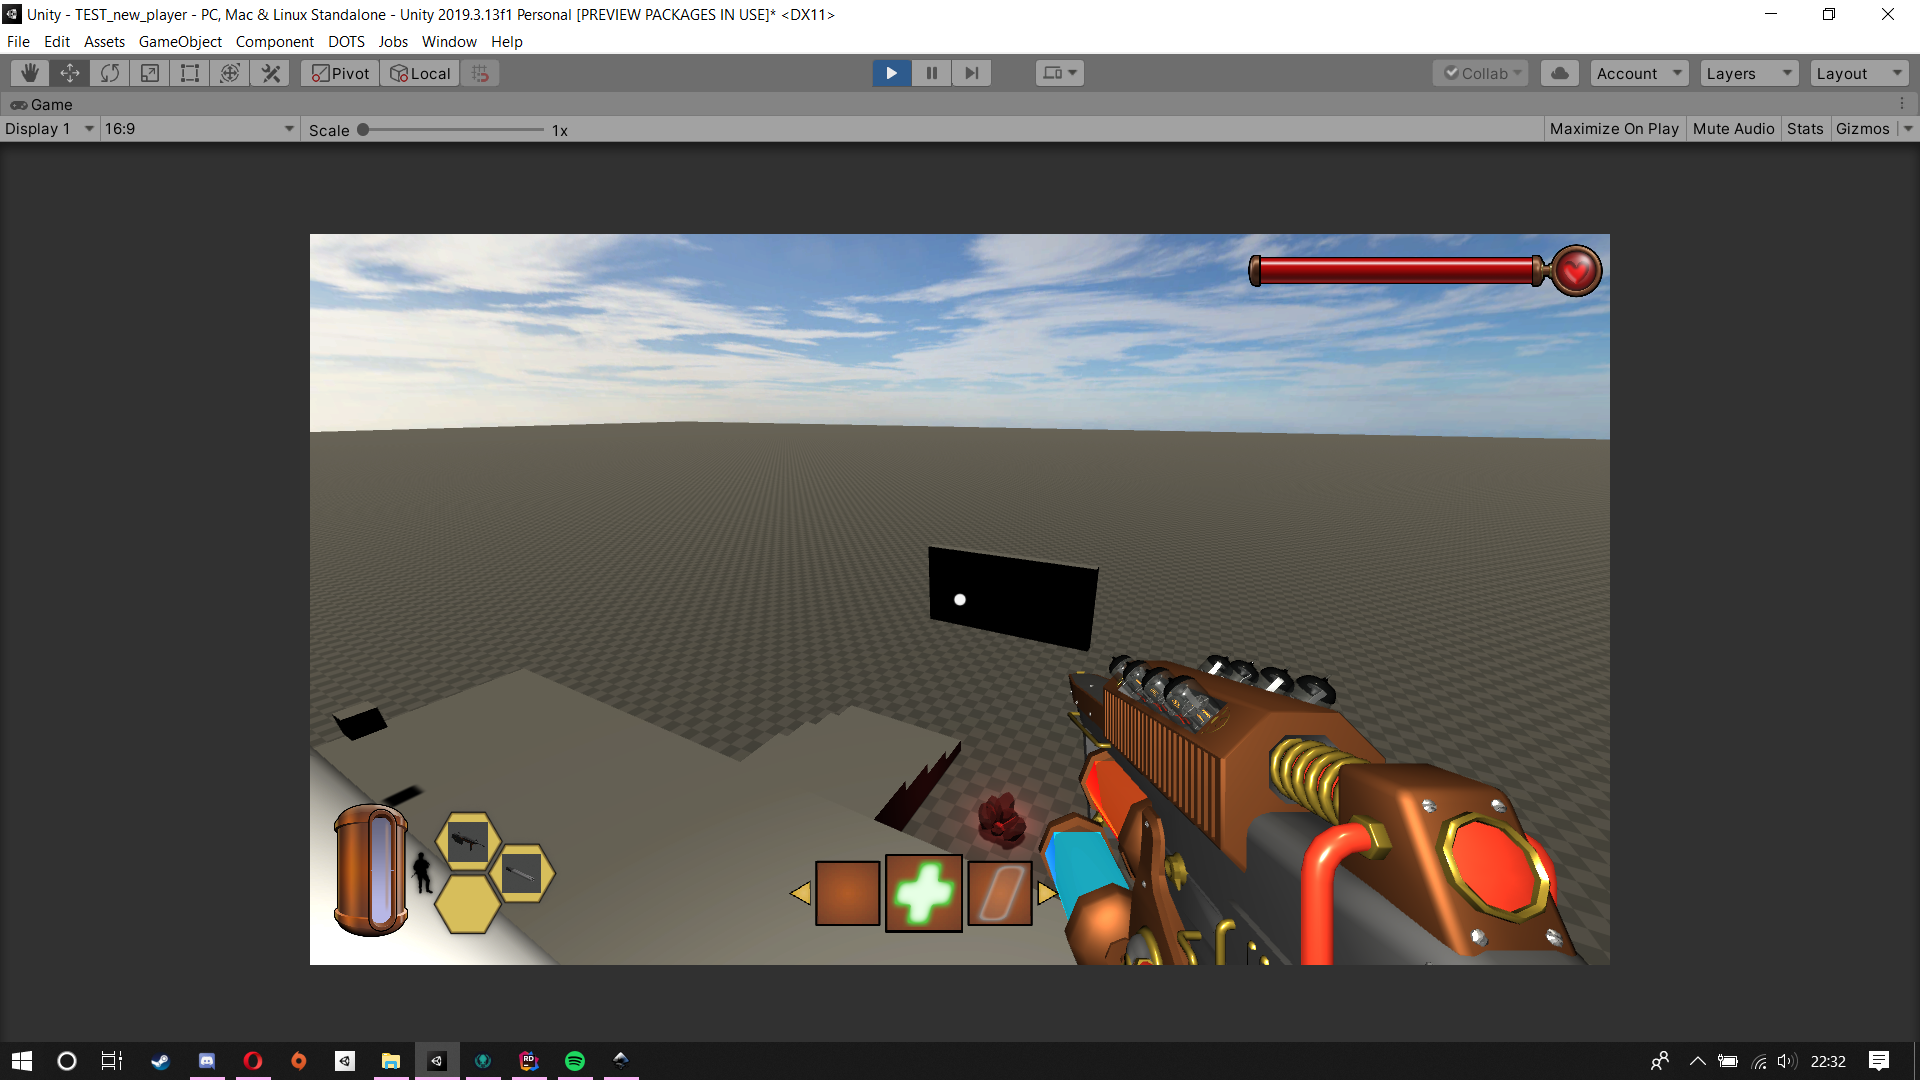 Unity - TEST_new_player - PC, Mac & Linux Standalone - Unity 2019.3.13f1 Personal [PREVIEW PACKAGES IN USE]* <DX11>
File Edit Assets GameObject Component DOTS Jobs Window Help
Pivot Local Collab Account Layers Layout
Game
Display 1 16:9 Scale 1x Maximize On Play Mute Audio Stats Gizmos
RD
22:32